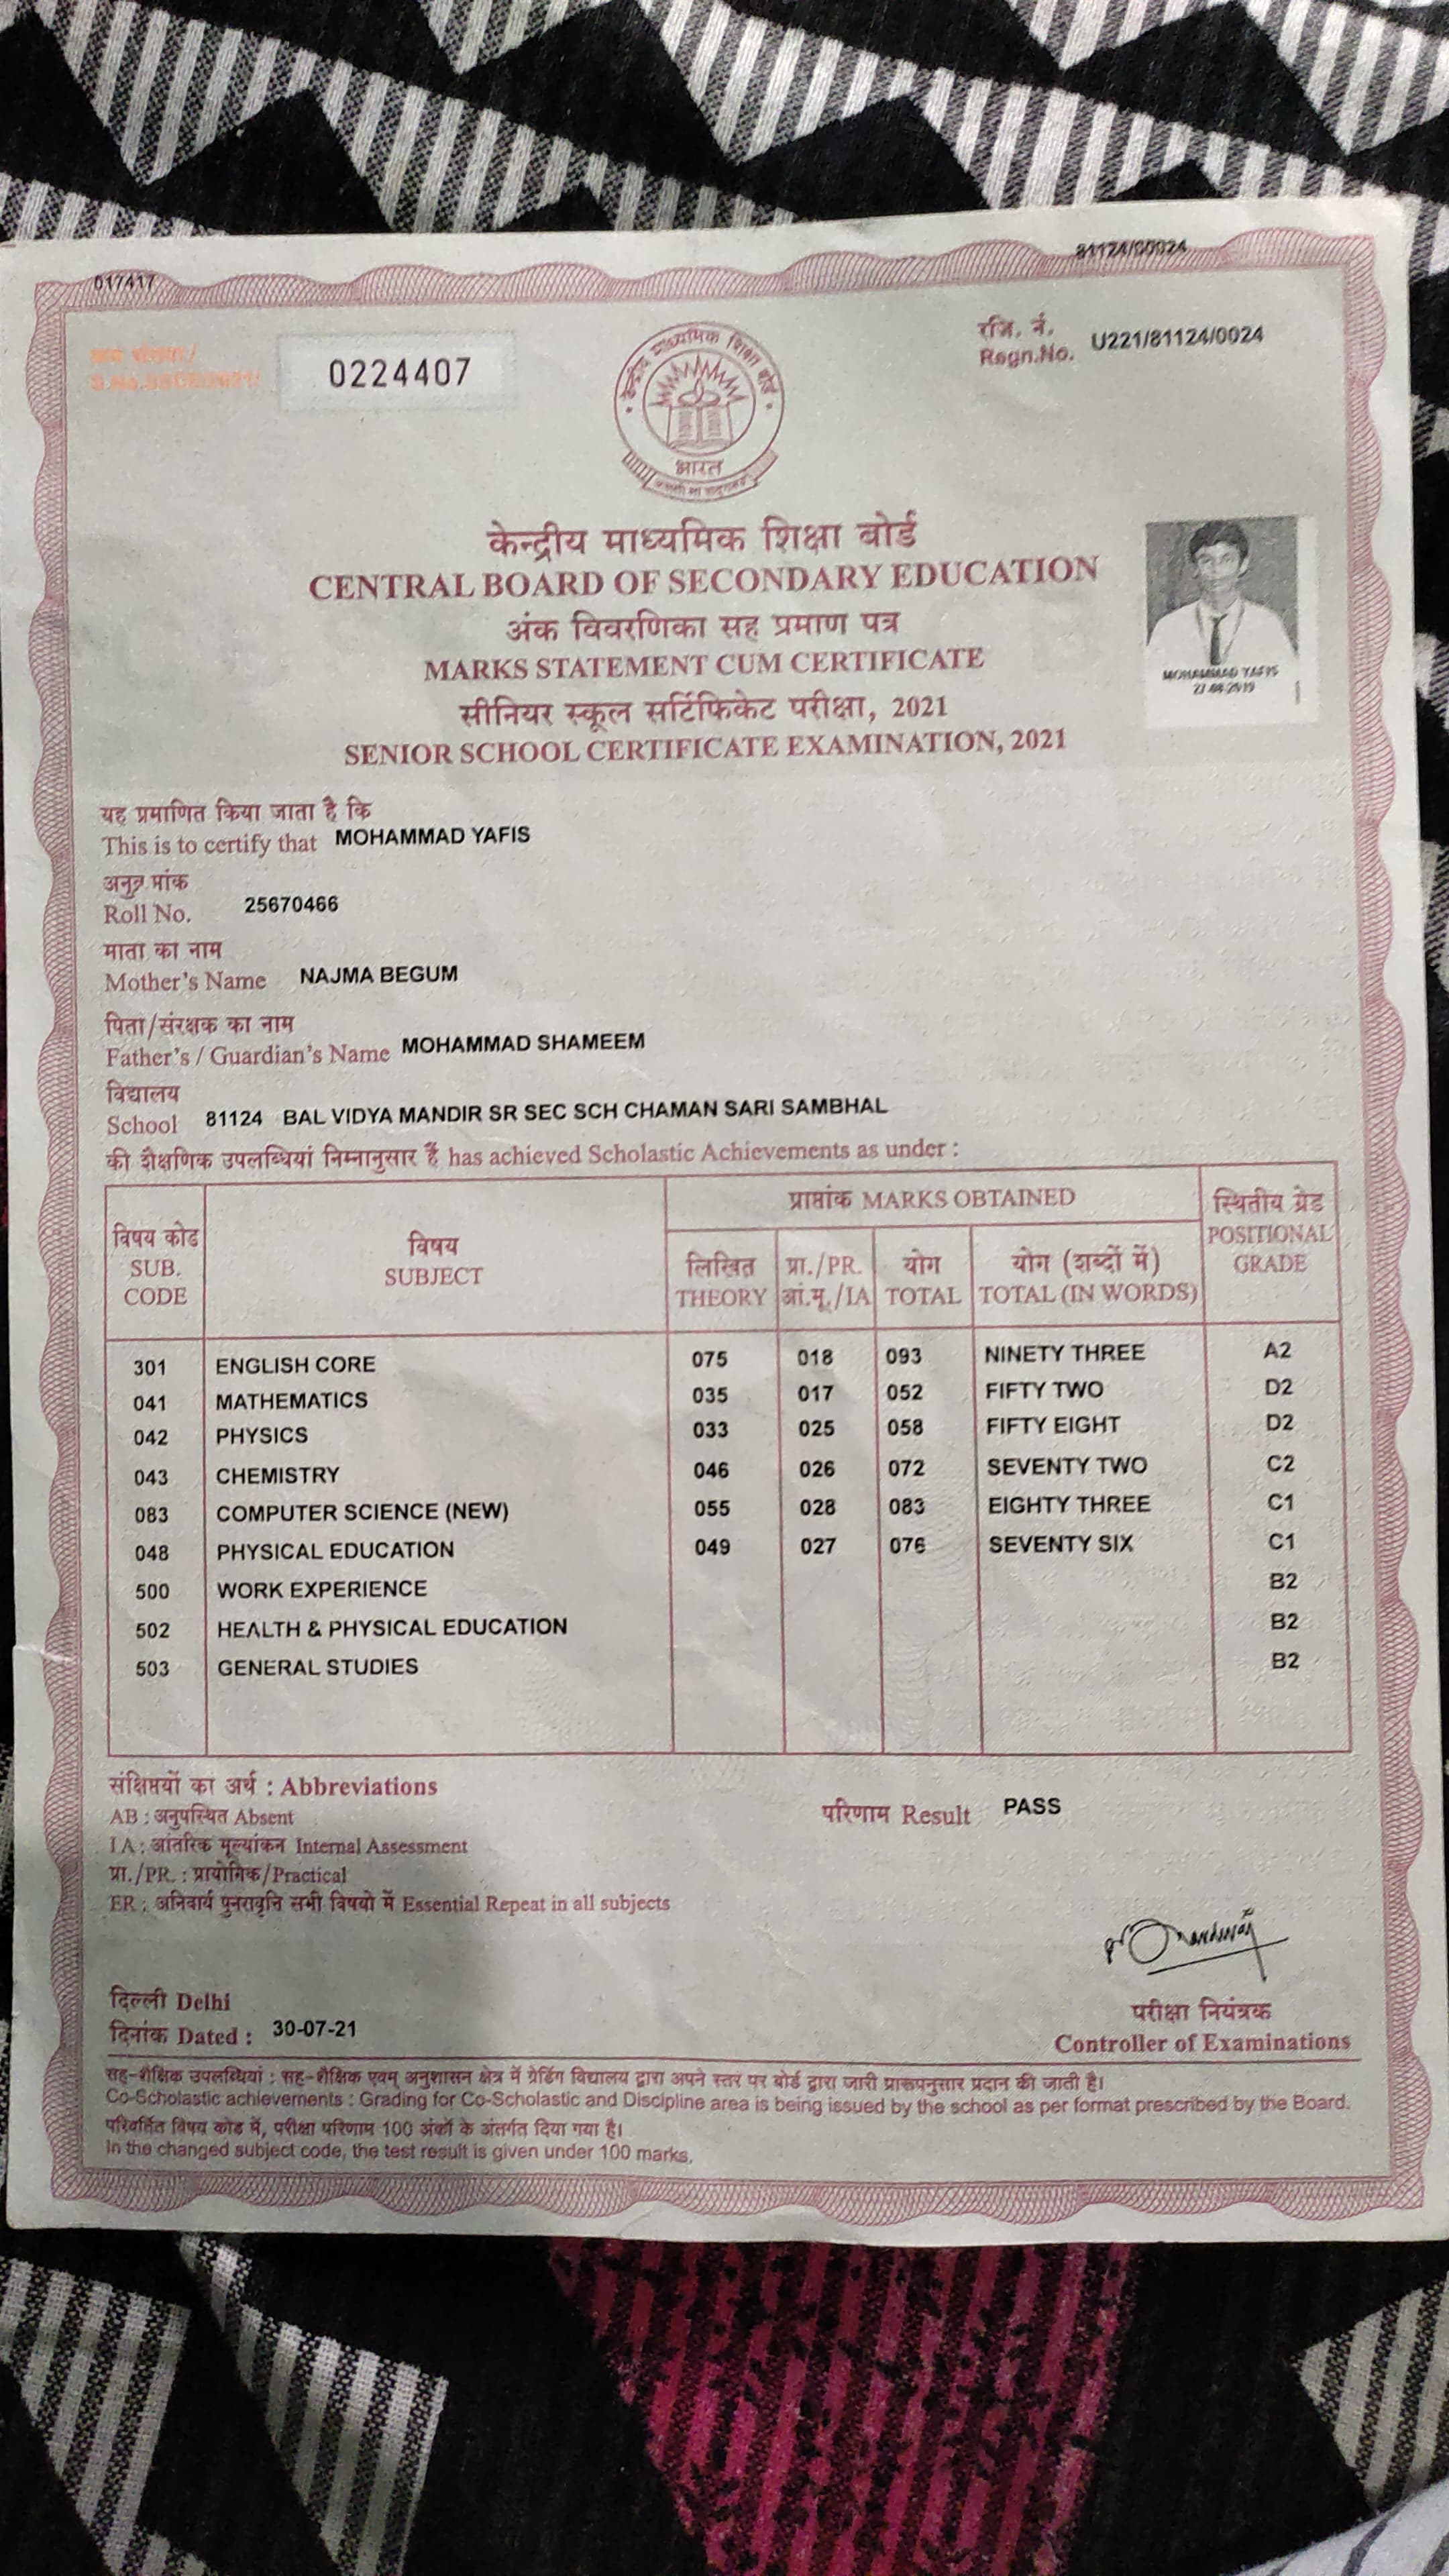 017417
81124/00024
क्रम संख्या /
S.No.SSCE/2021/
0224407
रजि. नं.
Regn.No. U221/81124/0024
केन्द्रीय माध्यमिक शिक्षा बोर्ड
भारत
केन्द्रीय माध्यमिक शिक्षा बोर्ड
CENTRAL BOARD OF SECONDARY EDUCATION
अंक विवरणिका सह प्रमाण पत्र
MARKS STATEMENT CUM CERTIFICATE
सीनियर स्कूल सर्टिफिकेट परीक्षा, 2021
SENIOR SCHOOL CERTIFICATE EXAMINATION, 2021
MOHAMMAD YAFIS
27-08-2019
यह प्रमाणित किया जाता है कि
This is to certify that MOHAMMAD YAFIS
अनुक्र मांक
Roll No. 25670466
माता का नाम
Mother's Name NAJMA BEGUM
पिता/संरक्षक का नाम
Father's / Guardian's Name MOHAMMAD SHAMEEM
विद्यालय
School 81124 BAL VIDYA MANDIR SR SEC SCH CHAMAN SARI SAMBHAL
की शैक्षणिक उपलब्धियां निम्नानुसार हैं has achieved Scholastic Achievements as under :
विषय कोड
SUB.
CODE
विषय
SUBJECT
प्राप्तांक MARKS OBTAINED
लिखित
THEORY
प्रा./PR.
आं.मू./IA
योग
TOTAL
योग (शब्दों में)
TOTAL (IN WORDS)
स्थितीय ग्रेड
POSITIONAL
GRADE
301 ENGLISH CORE 075 018 093 NINETY THREE A2
041 MATHEMATICS 035 017 052 FIFTY TWO D2
042 PHYSICS 033 025 058 FIFTY EIGHT D2
043 CHEMISTRY 046 026 072 SEVENTY TWO C2
083 COMPUTER SCIENCE (NEW) 055 028 083 EIGHTY THREE C1
048 PHYSICAL EDUCATION 049 027 076 SEVENTY SIX C1
500 WORK EXPERIENCE B2
502 HEALTH & PHYSICAL EDUCATION B2
503 GENERAL STUDIES B2
संक्षिप्तयों का अर्थ : Abbreviations
AB : अनुपस्थित Absent
I A : आंतरिक मूल्यांकन Internal Assessment
प्रा./PR. : प्रायोगिक/Practical
ER : अनिवार्य पुनरावृत्ति सभी विषयो में Essential Repeat in all subjects
परिणाम Result PASS
दिल्ली Delhi
दिनांक Dated : 30-07-21
परीक्षा नियंत्रक
Controller of Examinations
सह-शैक्षिक उपलब्धियां : सह-शैक्षिक एवम् अनुशासन क्षेत्र में ग्रेडिंग विद्यालय द्वारा अपने स्तर पर बोर्ड द्वारा जारी प्रारूपनुसार प्रदान की जाती है।
Co-Scholastic achievements : Grading for Co-Scholastic and Discipline area is being issued by the school as per format prescribed by the Board.
परिवर्तित विषय कोड में, परीक्षा परिणाम 100 अंकों के अंतर्गत दिया गया है।
In the changed subject code, the test result is given under 100 marks.